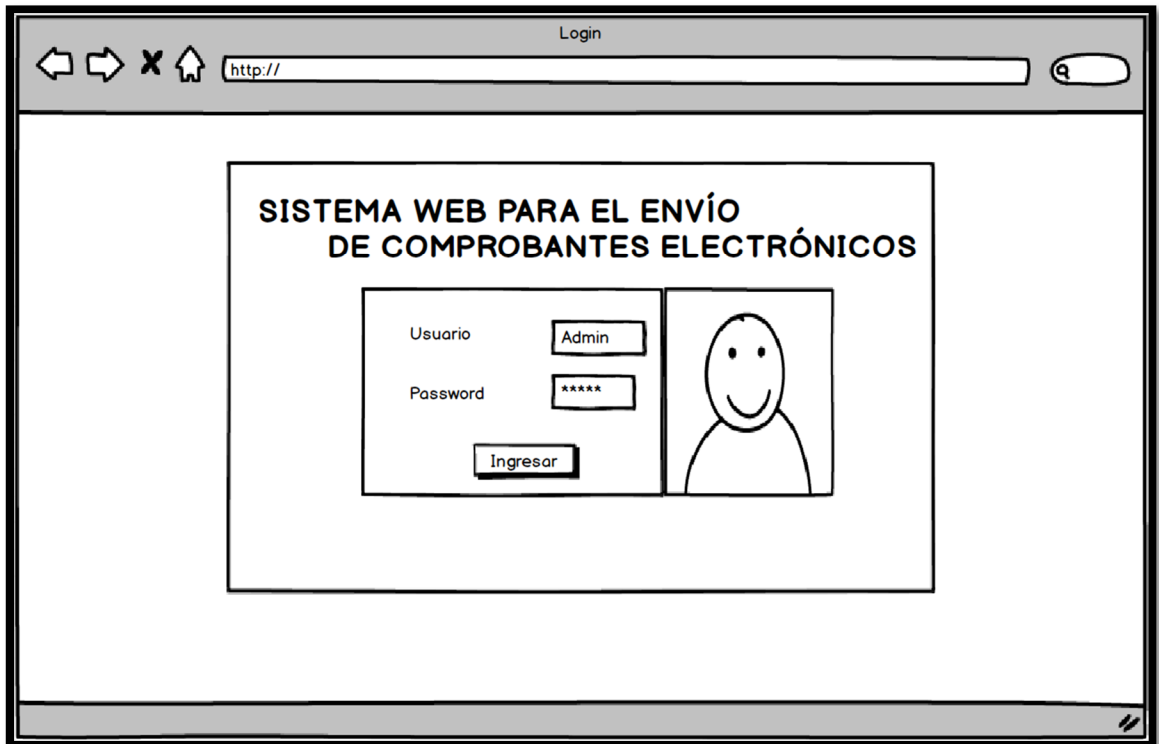 Login
http://
SISTEMA WEB PARA EL ENVÍO
DE COMPROBANTES ELECTRÓNICOS
Usuario
Admin
Password
*****
Ingresar